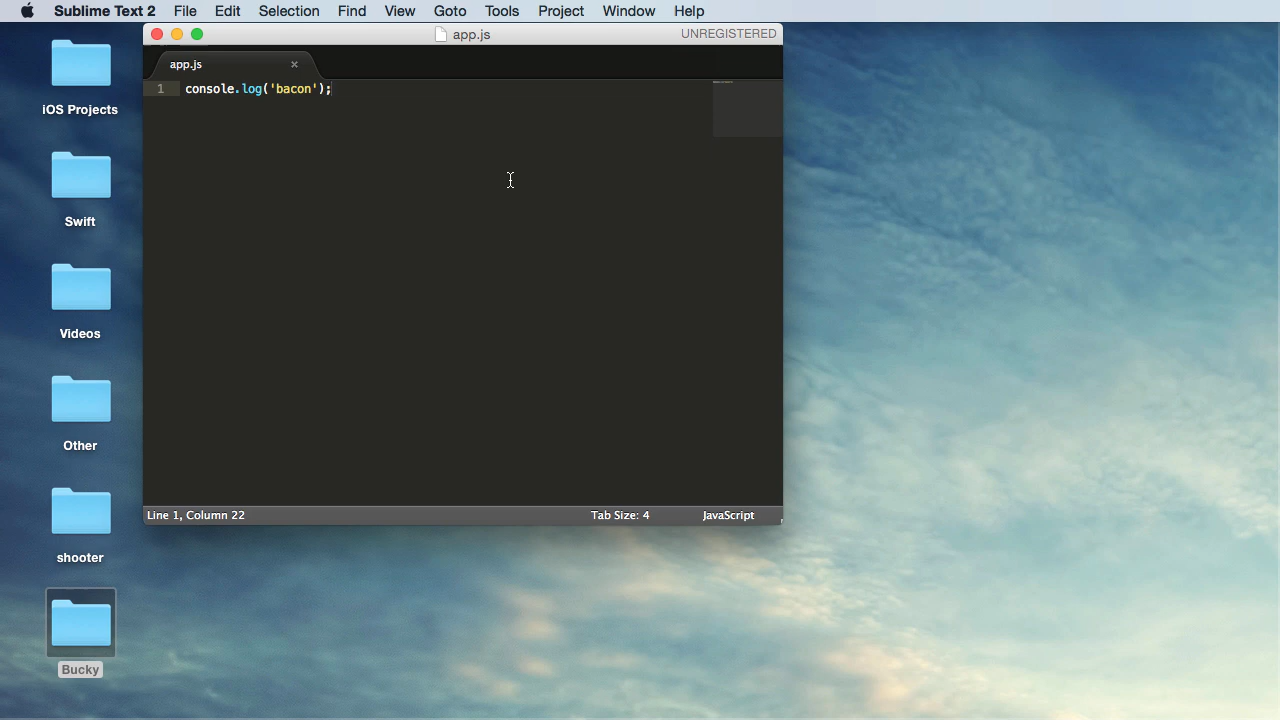 Sublime Text 2 File Edit Selection Find View Goto Tools Project Window Help
app.js UNREGISTERED
app.js ×
1 console.log('bacon');
Line 1, Column 22 Tab Size: 4 JavaScript
iOS Projects
Swift
Videos
Other
shooter
Bucky